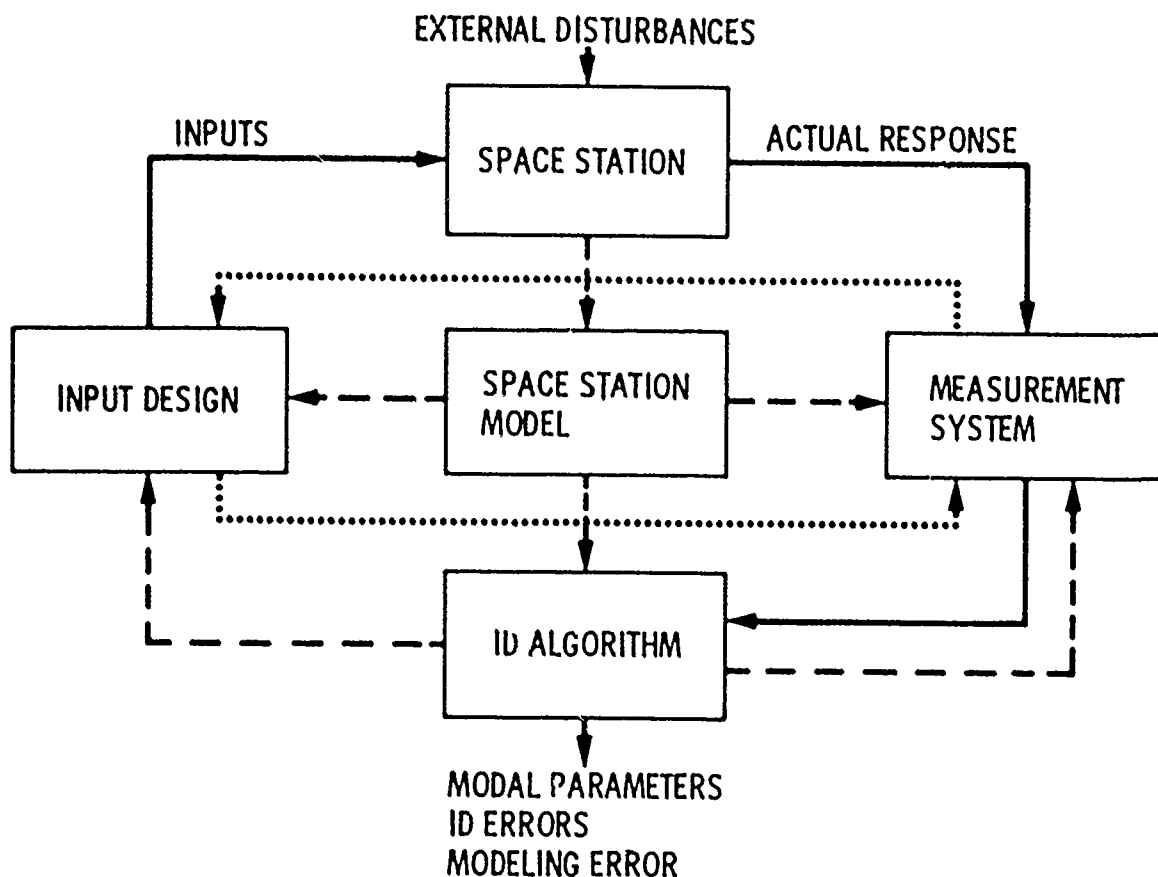 EXTERNAL DISTURBANCES
INPUTS
SPACE STATION
ACTUAL RESPONSE
INPUT DESIGN
SPACE STATION
MODEL
MEASUREMENT
SYSTEM
ID ALGORITHM
MODAL PARAMETERS
ID ERRORS
MODELING ERROR